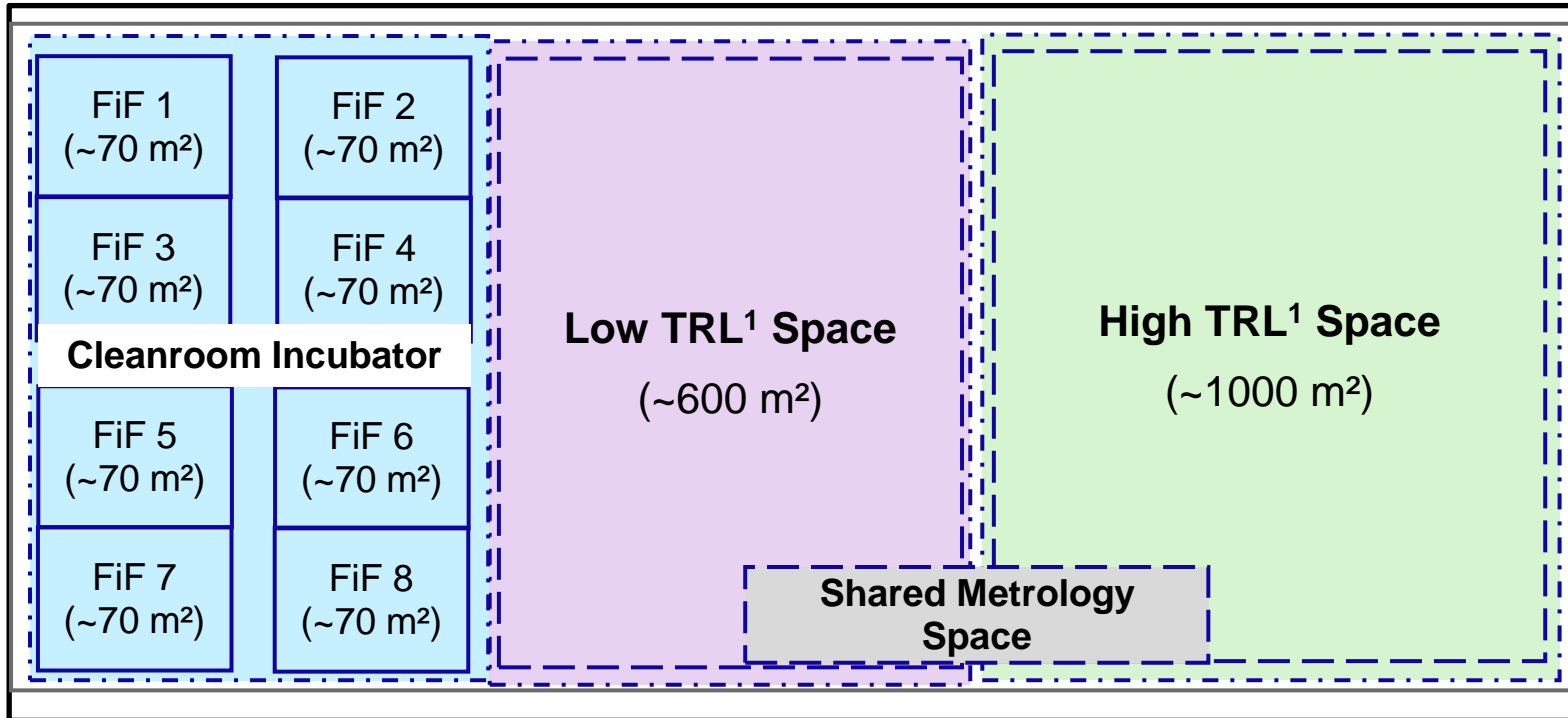 FiF 1
(~70 m²)
FiF 2
(~70 m²)
FiF 3
(~70 m²)
FiF 4
(~70 m²)
Cleanroom Incubator
FiF 5
(~70 m²)
FiF 6
(~70 m²)
FiF 7
(~70 m²)
FiF 8
(~70 m²)
Low TRL¹ Space
(~600 m²)
High TRL¹ Space
(~1000 m²)
Shared Metrology
Space